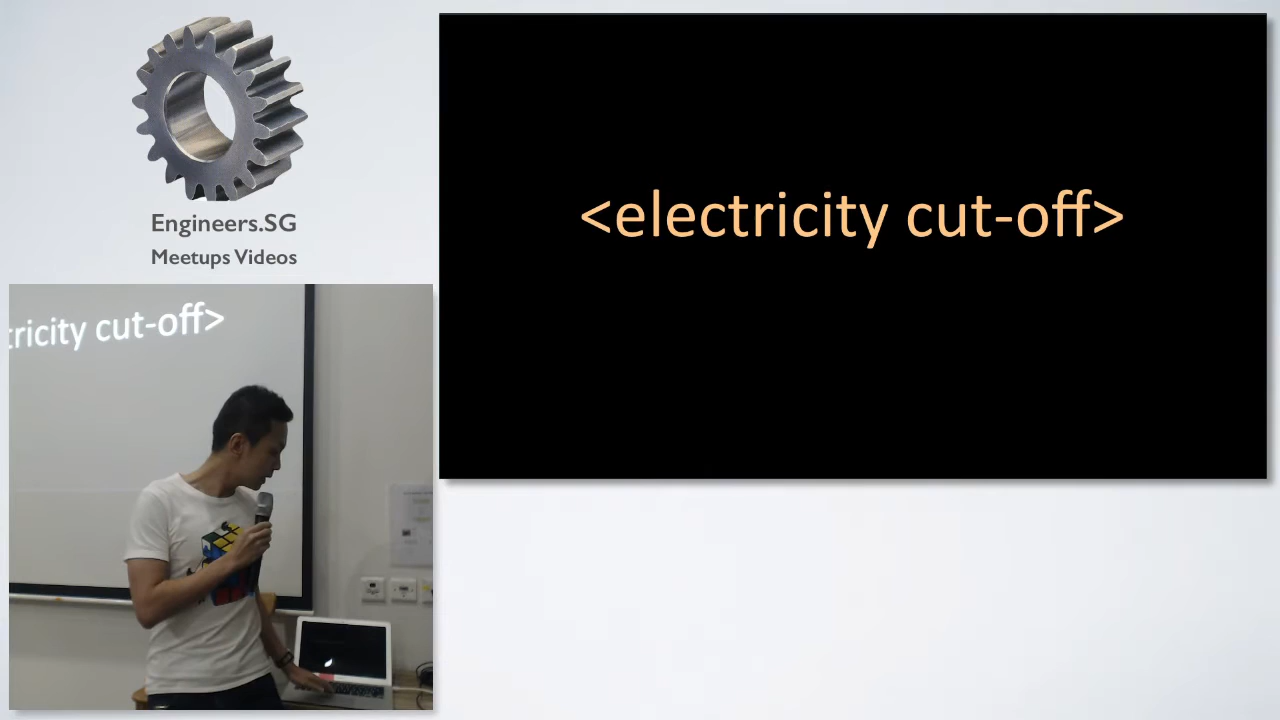 Engineers.SG
Meetups Videos
<electricity cut-off>
tricity cut-off>